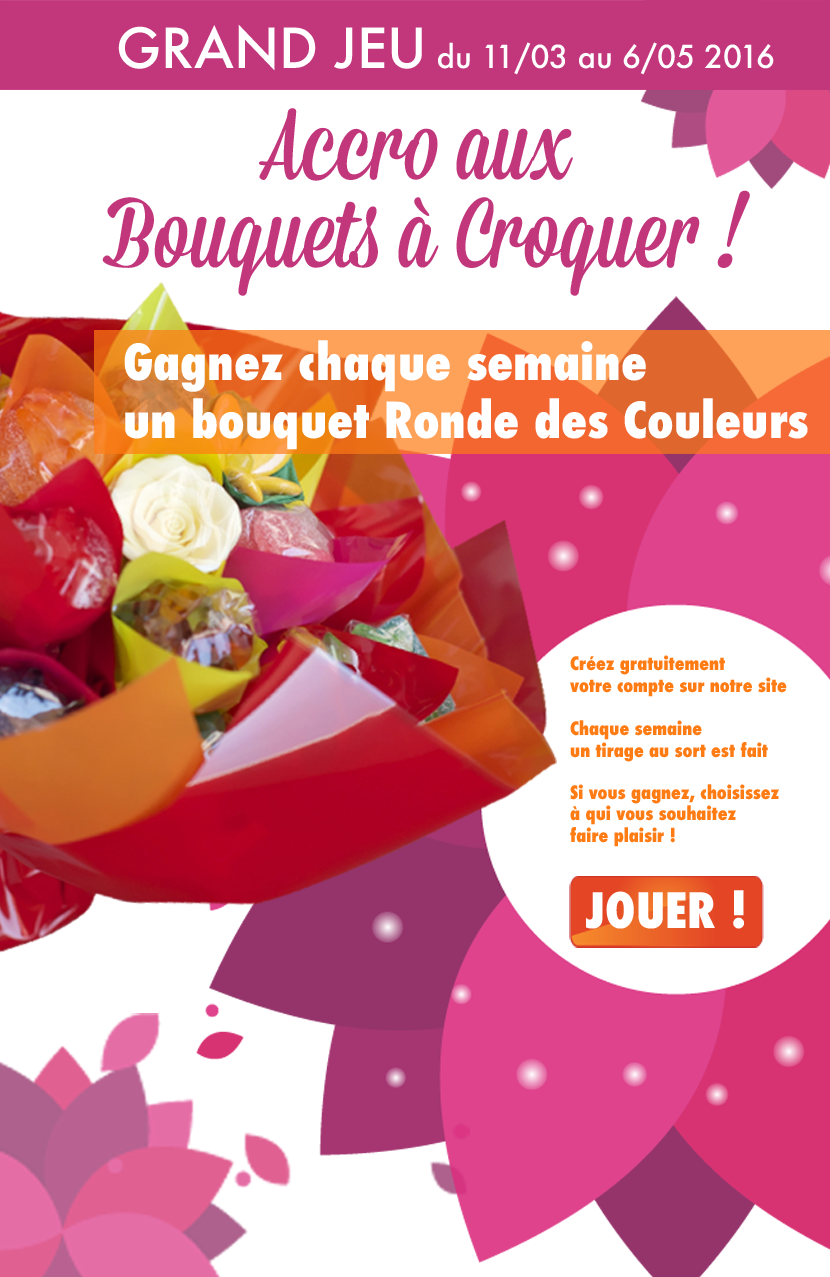 GRAND JEU du 11/03 au 6/05 2016
Accro aux
Bouquets à Croquer !
Gagnez chaque semaine
un bouquet Ronde des Couleurs
Créez gratuitement
votre compte sur notre site
Chaque semaine
un tirage au sort est fait
Si vous gagnez, choisissez
à qui vous souhaitez
faire plaisir !
JOUER !